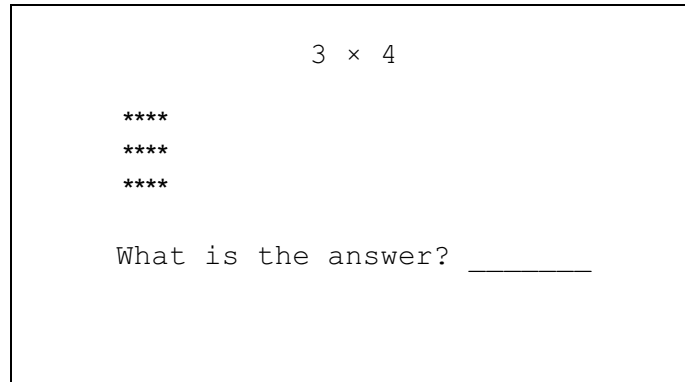 3 × 4
****
****
****
What is the answer? _______